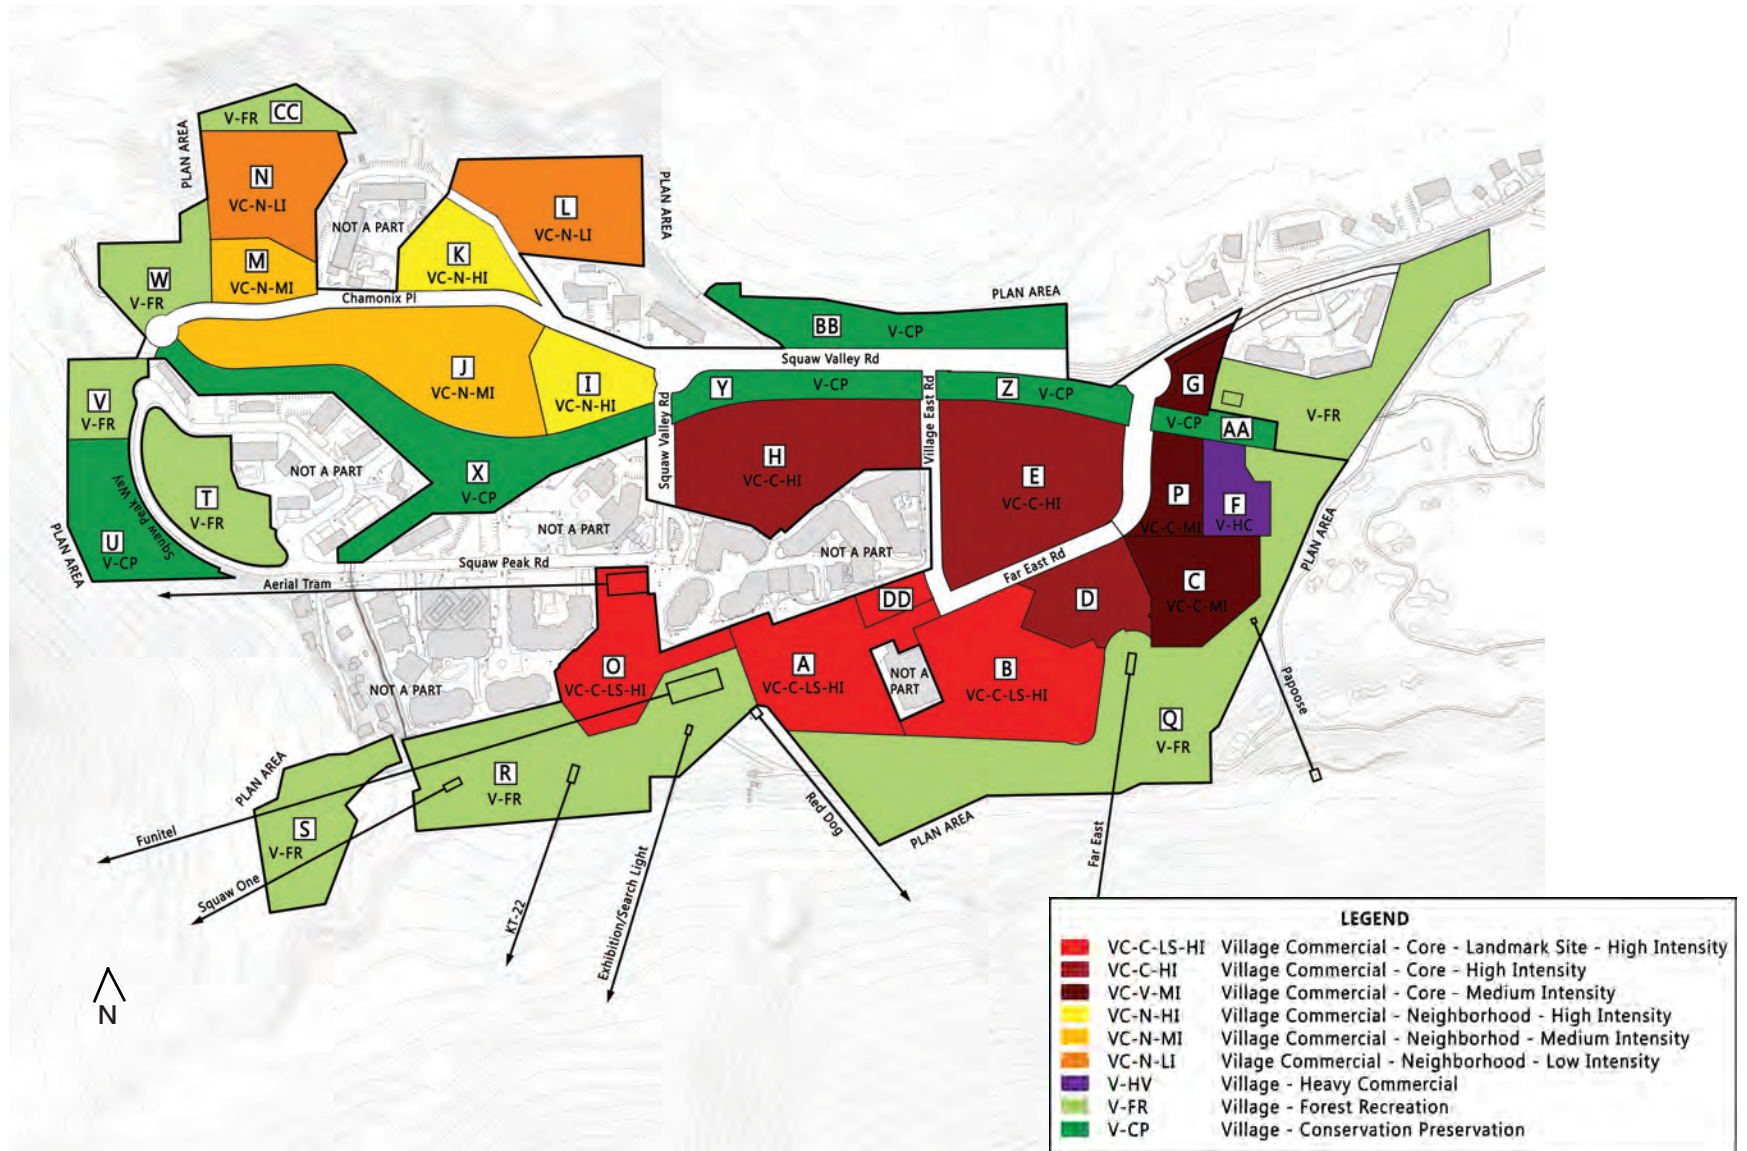 V-FR CC
PLAN AREA
N
VC-N-LI
NOT A PART
L
VC-N-LI
PLAN AREA
K
VC-N-HI
M
VC-N-MI
W
V-FR
Chamonix Pl
PLAN AREA
BB V-CP
Squaw Valley Rd
J
VC-N-MI
I
VC-N-HI
Y V-CP
Z V-CP
G
V
V-FR
V-FR
V-CP AA
Squaw Valley Rd
Village East Rd
H
VC-C-HI
E
VC-C-HI
X
V-CP
NOT A PART
T
V-FR
Squaw Peak Way
P
VC-C-MI
F
V-HC
PLAN AREA
U
V-CP
PLAN AREA
NOT A PART
NOT A PART
Squaw Peak Rd
Aerial Tram
Far East Rd
DD
D
C
VC-C-MI
O
VC-C-LS-HI
A
VC-C-LS-HI
NOT A
PART
B
VC-C-LS-HI
NOT A PART
Papoose
Q
V-FR
PLAN AREA
R
V-FR
S
V-FR
Funitel
Squaw One
KT-22
Exhibition/Search Light
Red Dog
PLAN AREA
Far East
N
LEGEND
VC-C-LS-HI Village Commercial - Core - Landmark Site - High Intensity
VC-C-HI Village Commercial - Core - High Intensity
VC-V-MI Village Commercial - Core - Medium Intensity
VC-N-HI Village Commercial - Neighborhood - High Intensity
VC-N-MI Village Commercial - Neighborhod - Medium Intensity
VC-N-LI Vilage Commercial - Neighborhood - Low Intensity
V-HV Village - Heavy Commercial
V-FR Village - Forest Recreation
V-CP Village - Conservation Preservation